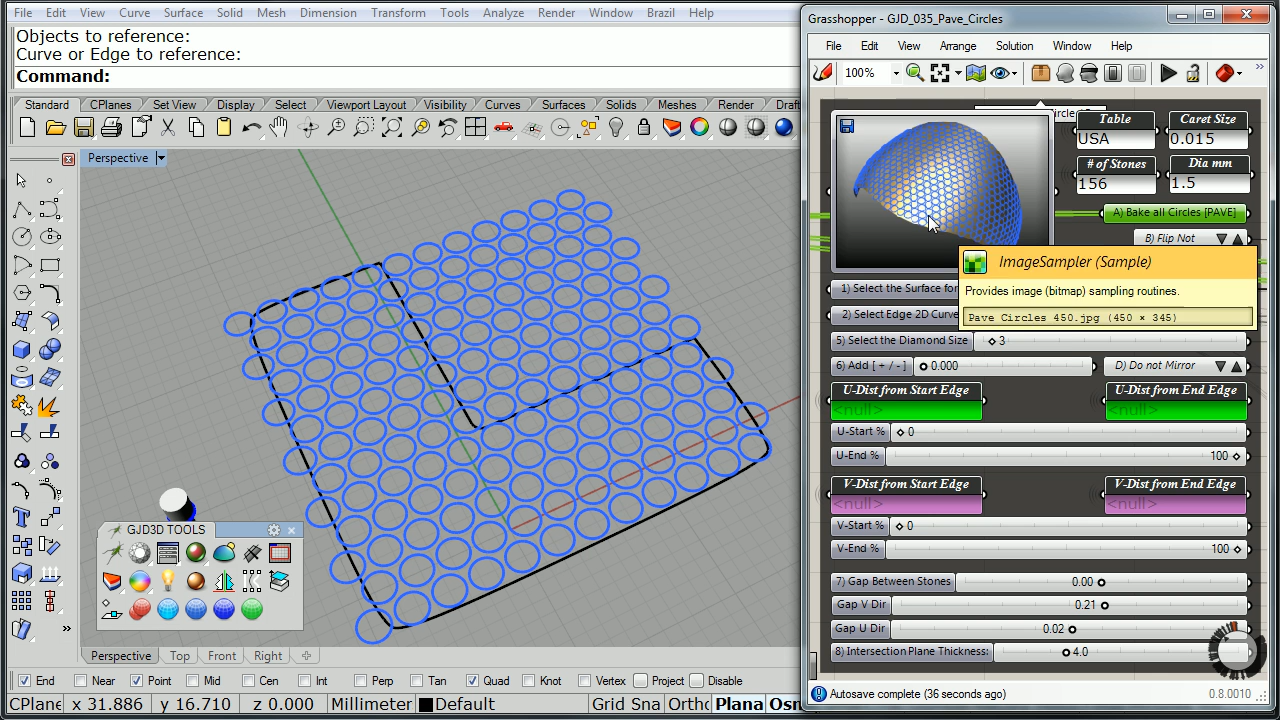 File Edit View Curve Surface Solid Mesh Dimension Transform Tools Analyze Render Window Brazil Help
Objects to reference:
Curve or Edge to reference:
Command:
Standard CPlanes Set View Display Select Viewport Layout Visibility Curves Surfaces Solids Meshes Render Draft
Perspective
GJD3D TOOLS
Perspective Top Front Right
End Near Point Mid Cen Int Perp Tan Quad Knot Vertex Project Disable
CPlane x 31.886 y 16.710 z 0.000 Millimeter Default Grid Sna Ortho Plana Osn
Grasshopper - GJD_035_Pave_Circles
File Edit View Arrange Solution Window Help
100%
Table
USA
Caret Size
0.015
# of Stones
156
Dia mm
1.5
A) Bake all Circles [PAVE]
B) Flip Not
ImageSampler (Sample)
Provides image (bitmap) sampling routines.
Pave Circles 450.jpg (450 × 345)
1) Select the Surface for
2) Select Edge 2D Curve
5) Select the Diamond Size 3
6) Add [ + / - ] 0.000
D) Do not Mirror
U-Dist from Start Edge
<null>
U-Dist from End Edge
<null>
U-Start % 0
U-End % 100
V-Dist from Start Edge
<null>
V-Dist from End Edge
<null>
V-Start % 0
V-End % 100
7) Gap Between Stones 0.00
Gap V Dir 0.21
Gap U Dir 0.02
8) Intersection Plane Thickness: 4.0
Autosave complete (36 seconds ago)
0.8.0010